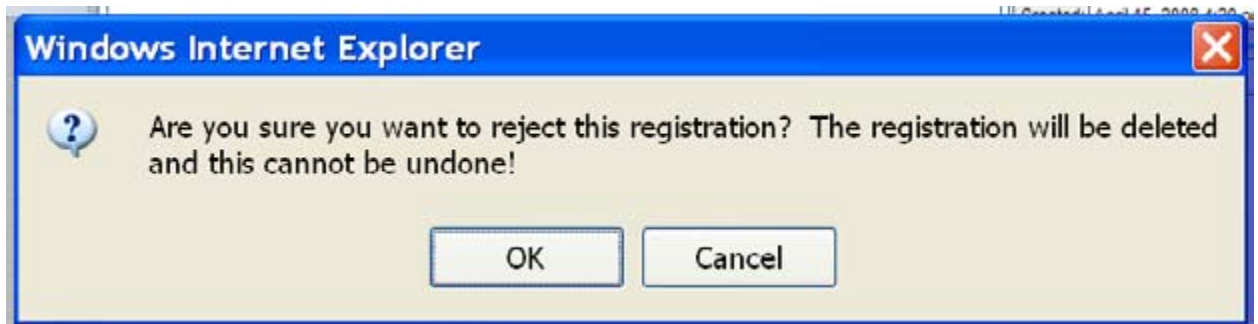 Windows Internet Explorer
Are you sure you want to reject this registration?  The registration will be deleted
and this cannot be undone!
OK
Cancel